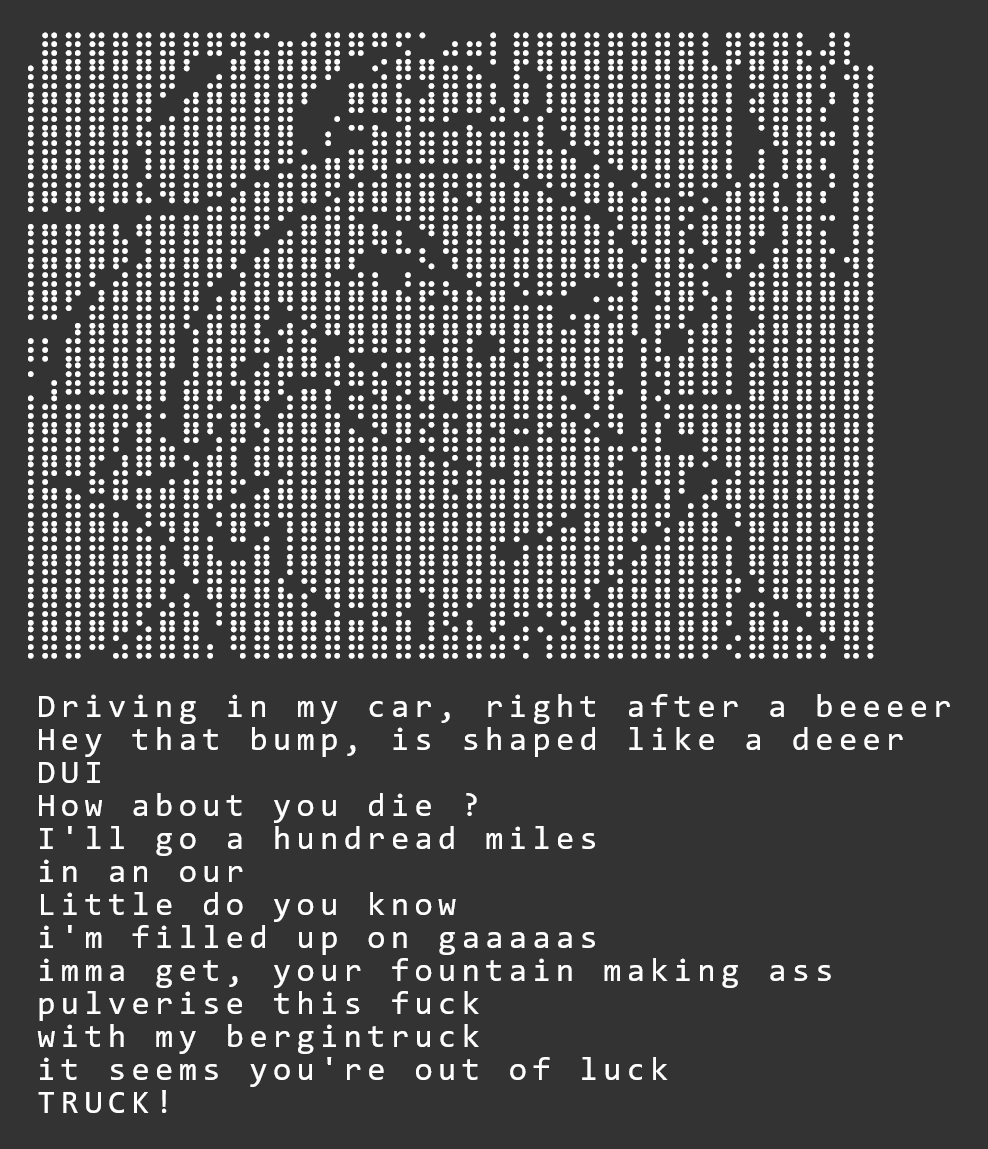 Driving in my car, right after a beeeer
Hey that bump, is shaped like a deeer
DUI
How about you die ?
I'll go a hundread miles
in an our
Little do you know
i'm filled up on gaaaaas
imma get, your fountain making ass
pulverise this fuck
with my bergintruck
it seems you're out of luck
TRUCK!